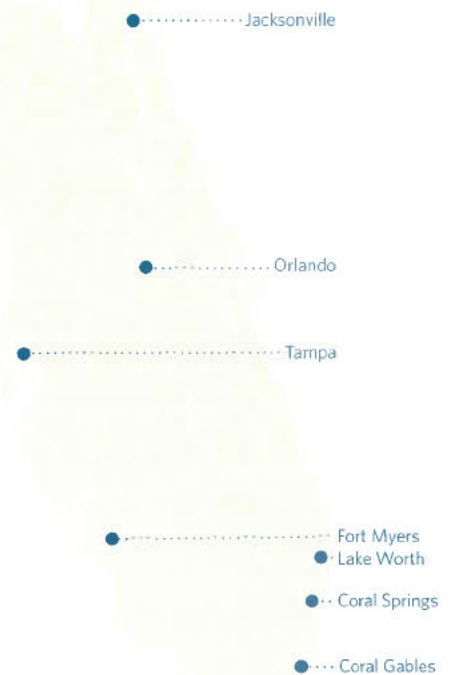 Jacksonville
Orlando
Tampa
Fort Myers
Lake Worth
Coral Springs
Coral Gables